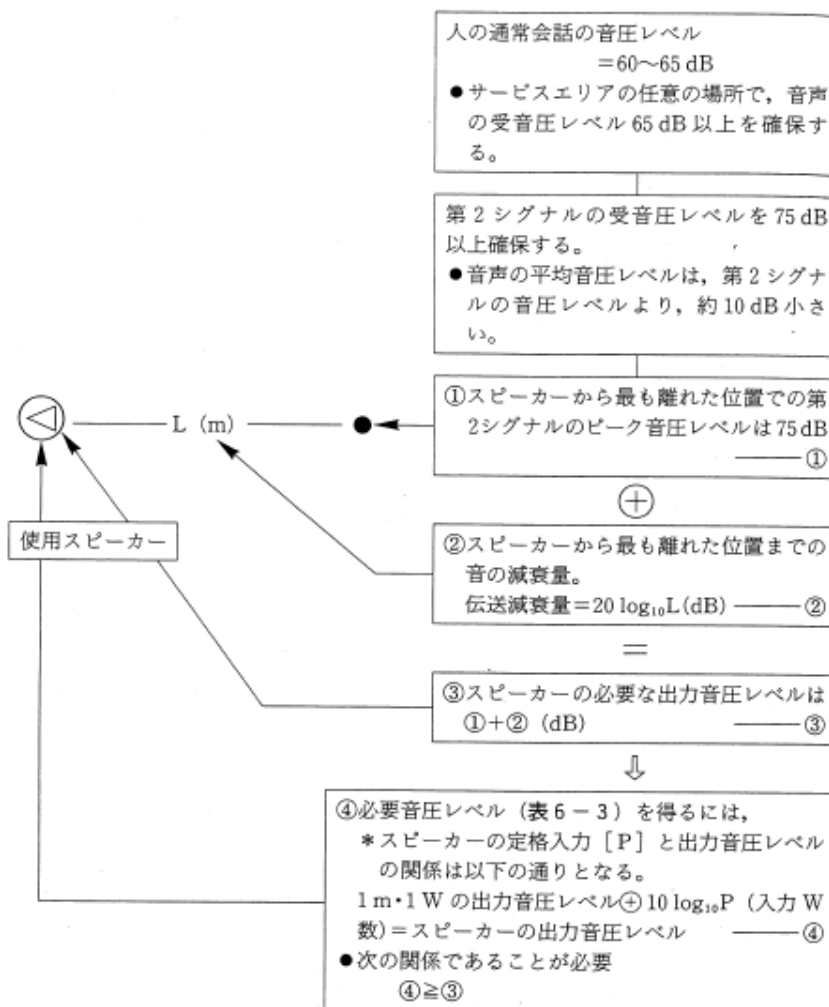 人の通常会話の音圧レベル
=60〜65 dB
●サービスエリアの任意の場所で，音声
の受音圧レベル65 dB以上を確保す
る。
第2シグナルの受音圧レベルを75 dB
以上確保する。
●音声の平均音圧レベルは，第2シグナ
ルの音圧レベルより，約10 dB小さ
い。
①スピーカーから最も離れた位置での第
2シグナルのピーク音圧レベルは75 dB
———①
L (m)
⊕
使用スピーカー
②スピーカーから最も離れた位置までの
音の減衰量。
伝送減衰量=20 log₁₀L(dB) ———②
=
③スピーカーの必要な出力音圧レベルは
①+② (dB) ———③
⇩
④必要音圧レベル（表6-3）を得るには，
*スピーカーの定格入力［P］と出力音圧レベル
の関係は以下の通りとなる。
1 m・1 Wの出力音圧レベル⊕10 log₁₀P（入力W
数）=スピーカーの出力音圧レベル ———④
●次の関係であることが必要
④≧③